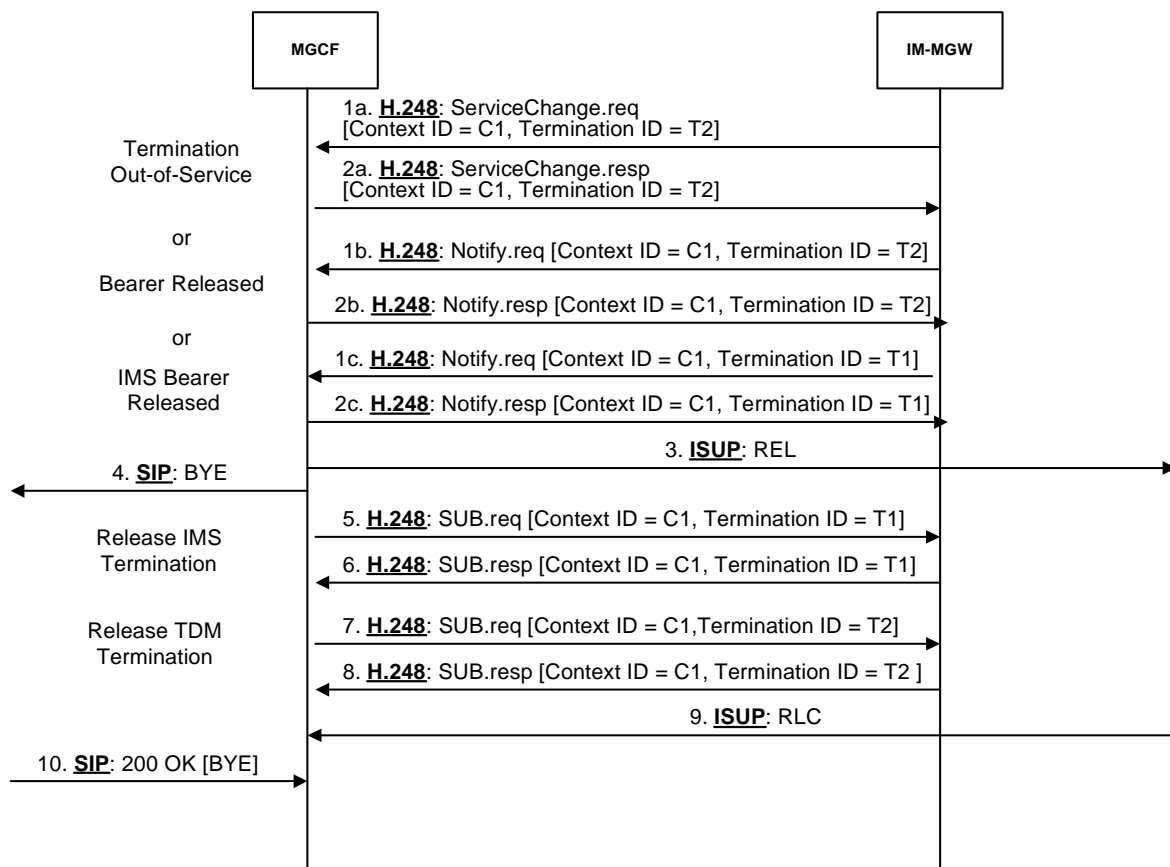 MGCF
IM-MGW
1a. H.248: ServiceChange.req
[Context ID = C1, Termination ID = T2]
Termination
Out-of-Service
2a. H.248: ServiceChange.resp
[Context ID = C1, Termination ID = T2]
or
1b. H.248: Notify.req [Context ID = C1, Termination ID = T2]
Bearer Released
2b. H.248: Notify.resp [Context ID = C1, Termination ID = T2]
or
1c. H.248: Notify.req [Context ID = C1, Termination ID = T1]
IMS Bearer
Released
2c. H.248: Notify.resp [Context ID = C1, Termination ID = T1]
3. ISUP: REL
4. SIP: BYE
5. H.248: SUB.req [Context ID = C1, Termination ID = T1]
Release IMS
Termination
6. H.248: SUB.resp [Context ID = C1, Termination ID = T1]
7. H.248: SUB.req [Context ID = C1,Termination ID = T2]
Release TDM
Termination
8. H.248: SUB.resp [Context ID = C1, Termination ID = T2 ]
9. ISUP: RLC
10. SIP: 200 OK [BYE]